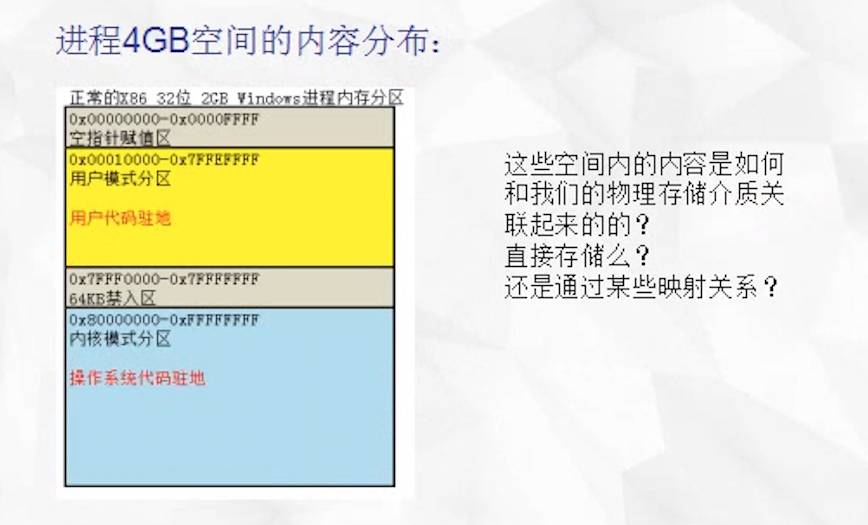 进程4GB空间的内容分布：
正常的X86 32位 2GB Windows进程内存分区
0x00000000-0x0000FFFF
空指针赋值区
0x00010000-0x7FFEFFFF
用户模式分区
用户代码驻地
0x7FFF0000-0x7FFFFFFF
64KB禁入区
0x80000000-0xFFFFFFFF
内核模式分区
操作系统代码驻地
这些空间内的内容是如何
和我们的物理存储介质关
联起来的的？
直接存储么？
还是通过某些映射关系？